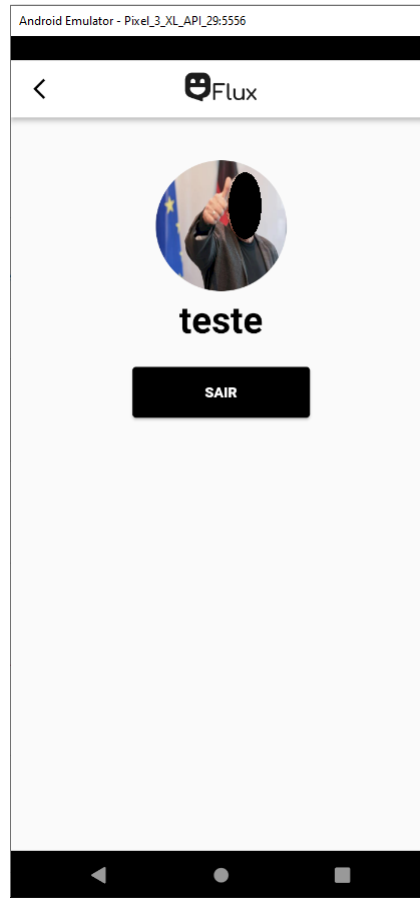 Android Emulator - Pixel_3_XL_API_29:5556
Flux
teste
SAIR